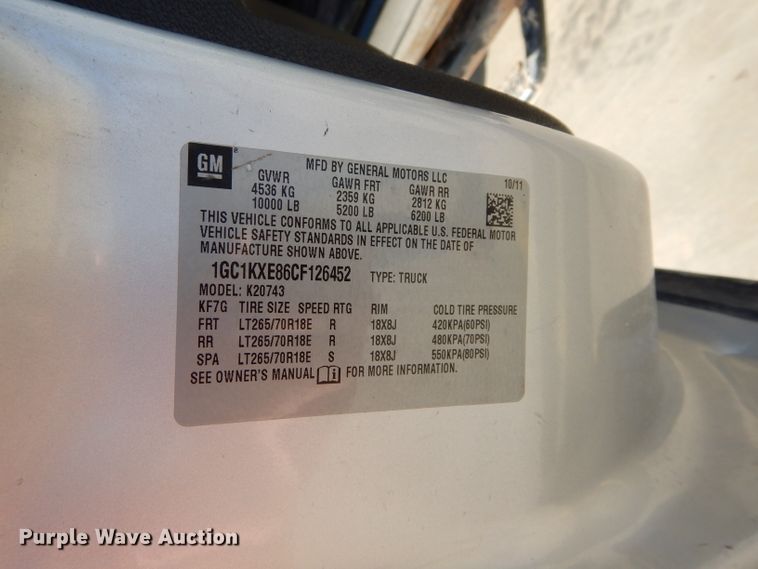 GM
MFD BY GENERAL MOTORS LLC
10/11
GVWR GAWR FRT GAWR RR
4536 KG 2359 KG 2812 KG
10000 LB 5200 LB 6200 LB
THIS VEHICLE CONFORMS TO ALL APPLICABLE U.S. FEDERAL MOTOR
VEHICLE SAFETY STANDARDS IN EFFECT ON THE DATE OF
MANUFACTURE SHOWN ABOVE.
1GC1KXE86CF126452 TYPE: TRUCK
MODEL: K20743
KF7G TIRE SIZE SPEED RTG RIM COLD TIRE PRESSURE
FRT LT265/70R18E R 18X8J 420KPA(60PSI)
RR LT265/70R18E R 18X8J 480KPA(70PSI)
SPA LT265/70R18E S 18X8J 550KPA(80PSI)
SEE OWNER'S MANUAL FOR MORE INFORMATION.
Purple Wave Auction